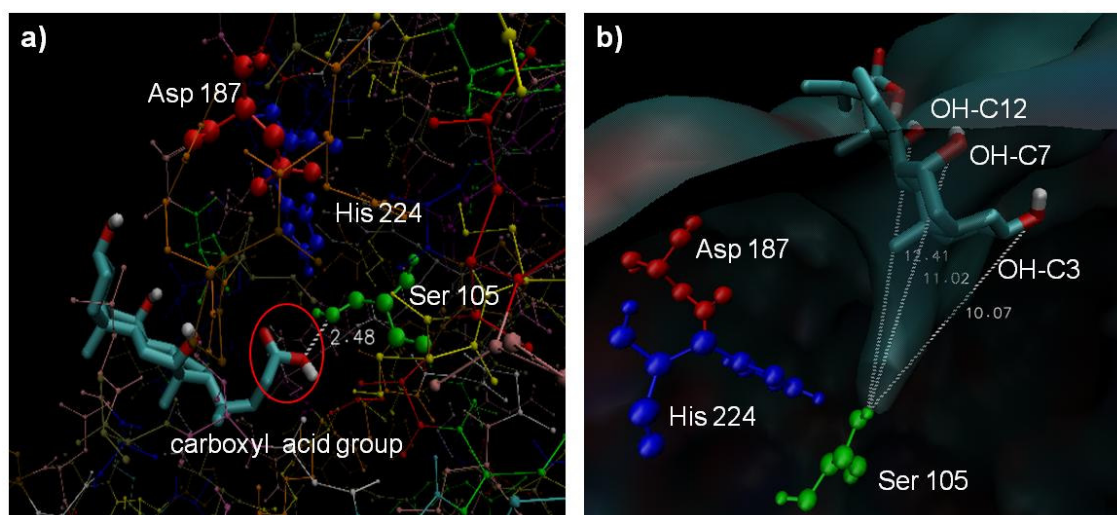 a)
Asp 187
His 224
Ser 105
2.48
carboxyl acid group
b)
OH-C12
OH-C7
Asp 187
OH-C3
12.41
11.02
10.07
His 224
Ser 105